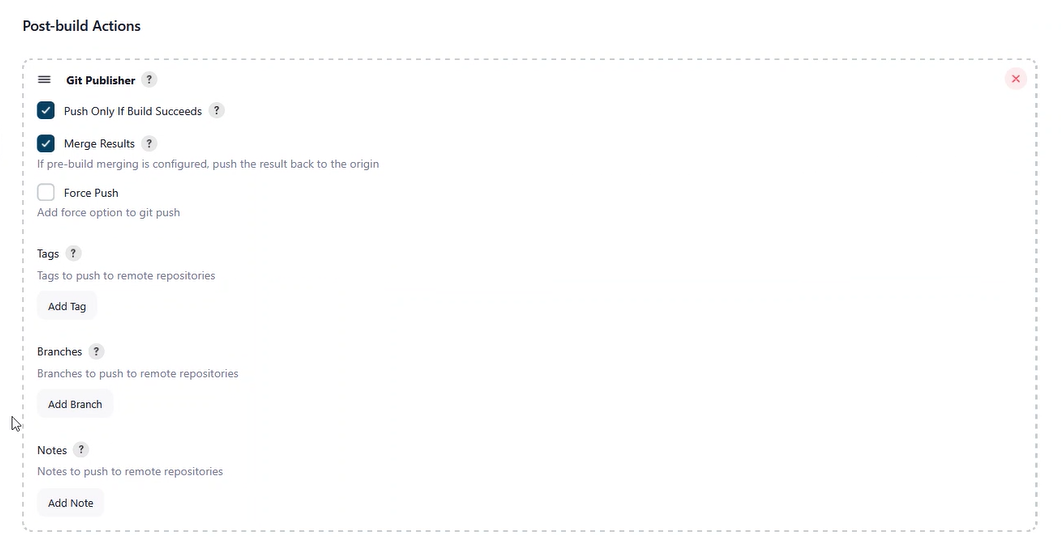 Post-build Actions
Git Publisher ?
Push Only If Build Succeeds ?
Merge Results ?
If pre-build merging is configured, push the result back to the origin
Force Push
Add force option to git push
Tags ?
Tags to push to remote repositories
Add Tag
Branches ?
Branches to push to remote repositories
Add Branch
Notes ?
Notes to push to remote repositories
Add Note